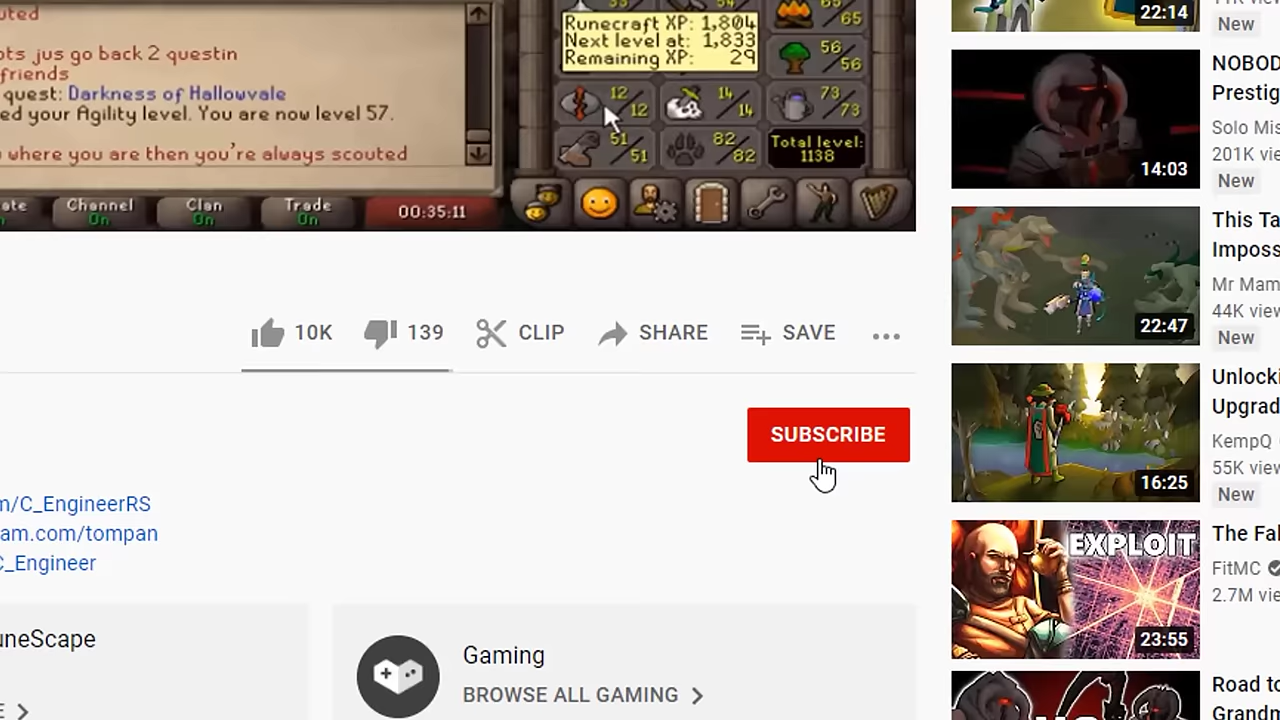 uted
ots jus go back 2 questin
friends
quest: Darkness of Hallowvale
ed your Agility level. You are now level 57.
where you are then you're always scouted
ate
Channel
On
Clan
On
Trade
On
00:35:11
Runecraft XP: 1,804
Next level at: 1,833
Remaining XP: 29
65
56
56
12
12
14
14
73
73
51
51
82
82
Total level:
1138
10K
139
CLIP
SHARE
SAVE
SUBSCRIBE
m/C_EngineerRS
am.com/tompan
C_Engineer
uneScape
E
Gaming
BROWSE ALL GAMING
22:14
New
14:03
NOBOD
Prestig
Solo Mis
201K vie
New
22:47
This Ta
Imposs
Mr Mam
44K view
New
16:25
Unlocki
Upgrad
KempQ
55K view
New
EXPLOIT
23:55
The Fal
FitMC
2.7M vie
Road to
Grandm